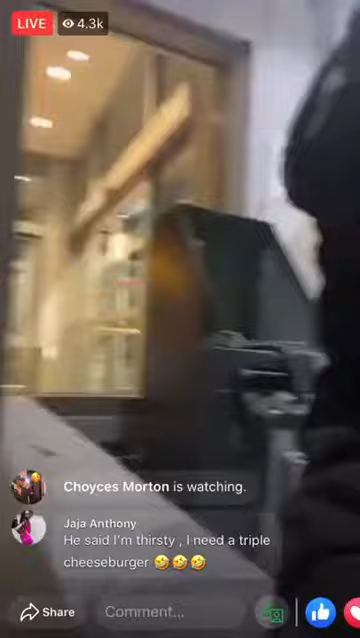 LIVE 4.3k
Choyces Morton is watching.
Jaja Anthony
He said I'm thirsty , I need a triple
cheeseburger 🤣🤣🤣
Share Comment...